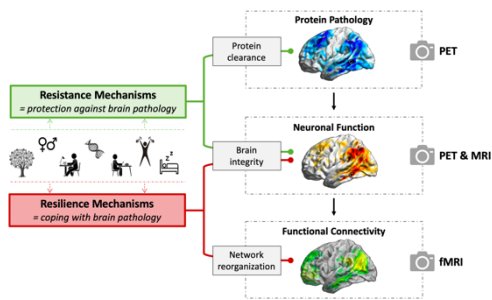 Protein Pathology
Protein
clearance
PET
Resistance Mechanisms
= protection against brain pathology
Neuronal Function
Brain
integrity
PET & MRI
Resilience Mechanisms
= coping with brain pathology
Functional Connectivity
Network
reorganization
fMRI